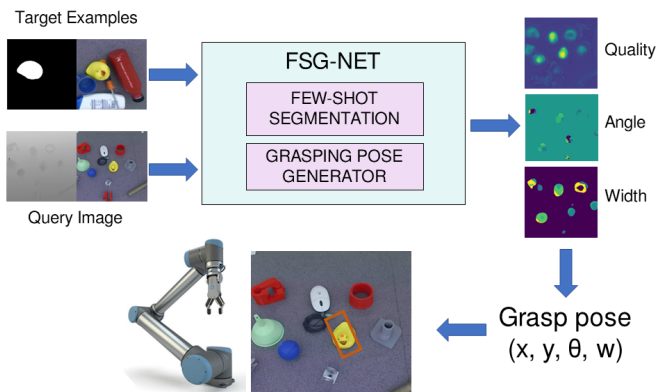 Target Examples
FSG-NET
FEW-SHOT
SEGMENTATION
GRASPING POSE
GENERATOR
Query Image
Quality
Angle
Width
Grasp pose
(x, y, θ, w)